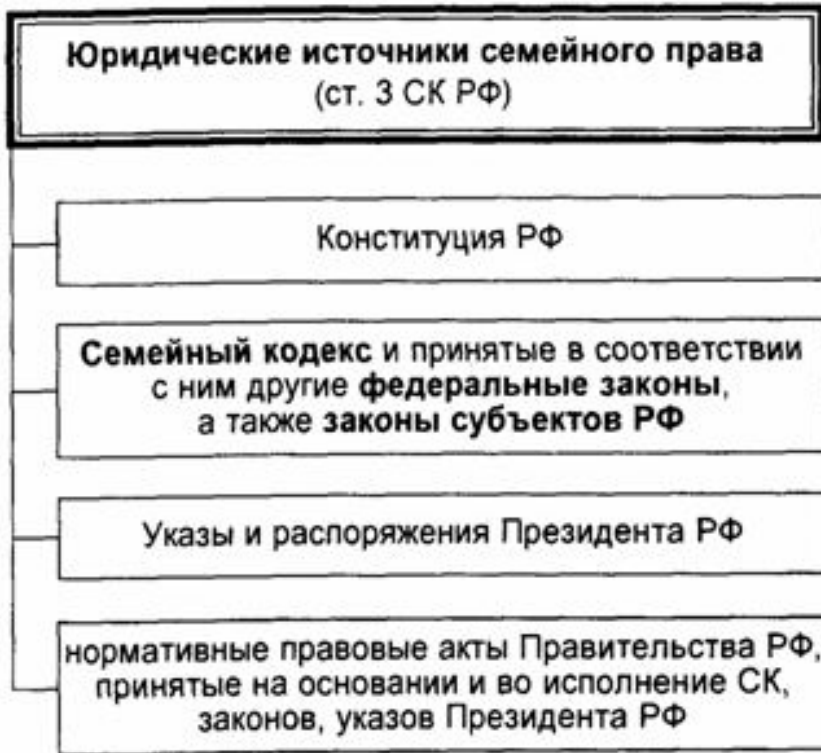 Юридические источники семейного права
(ст. 3 СК РФ)
Конституция РФ
Семейный кодекс и принятые в соответствии
с ним другие федеральные законы,
а также законы субъектов РФ
Указы и распоряжения Президента РФ
нормативные правовые акты Правительства РФ,
принятые на основании и во исполнение СК,
законов, указов Президента РФ